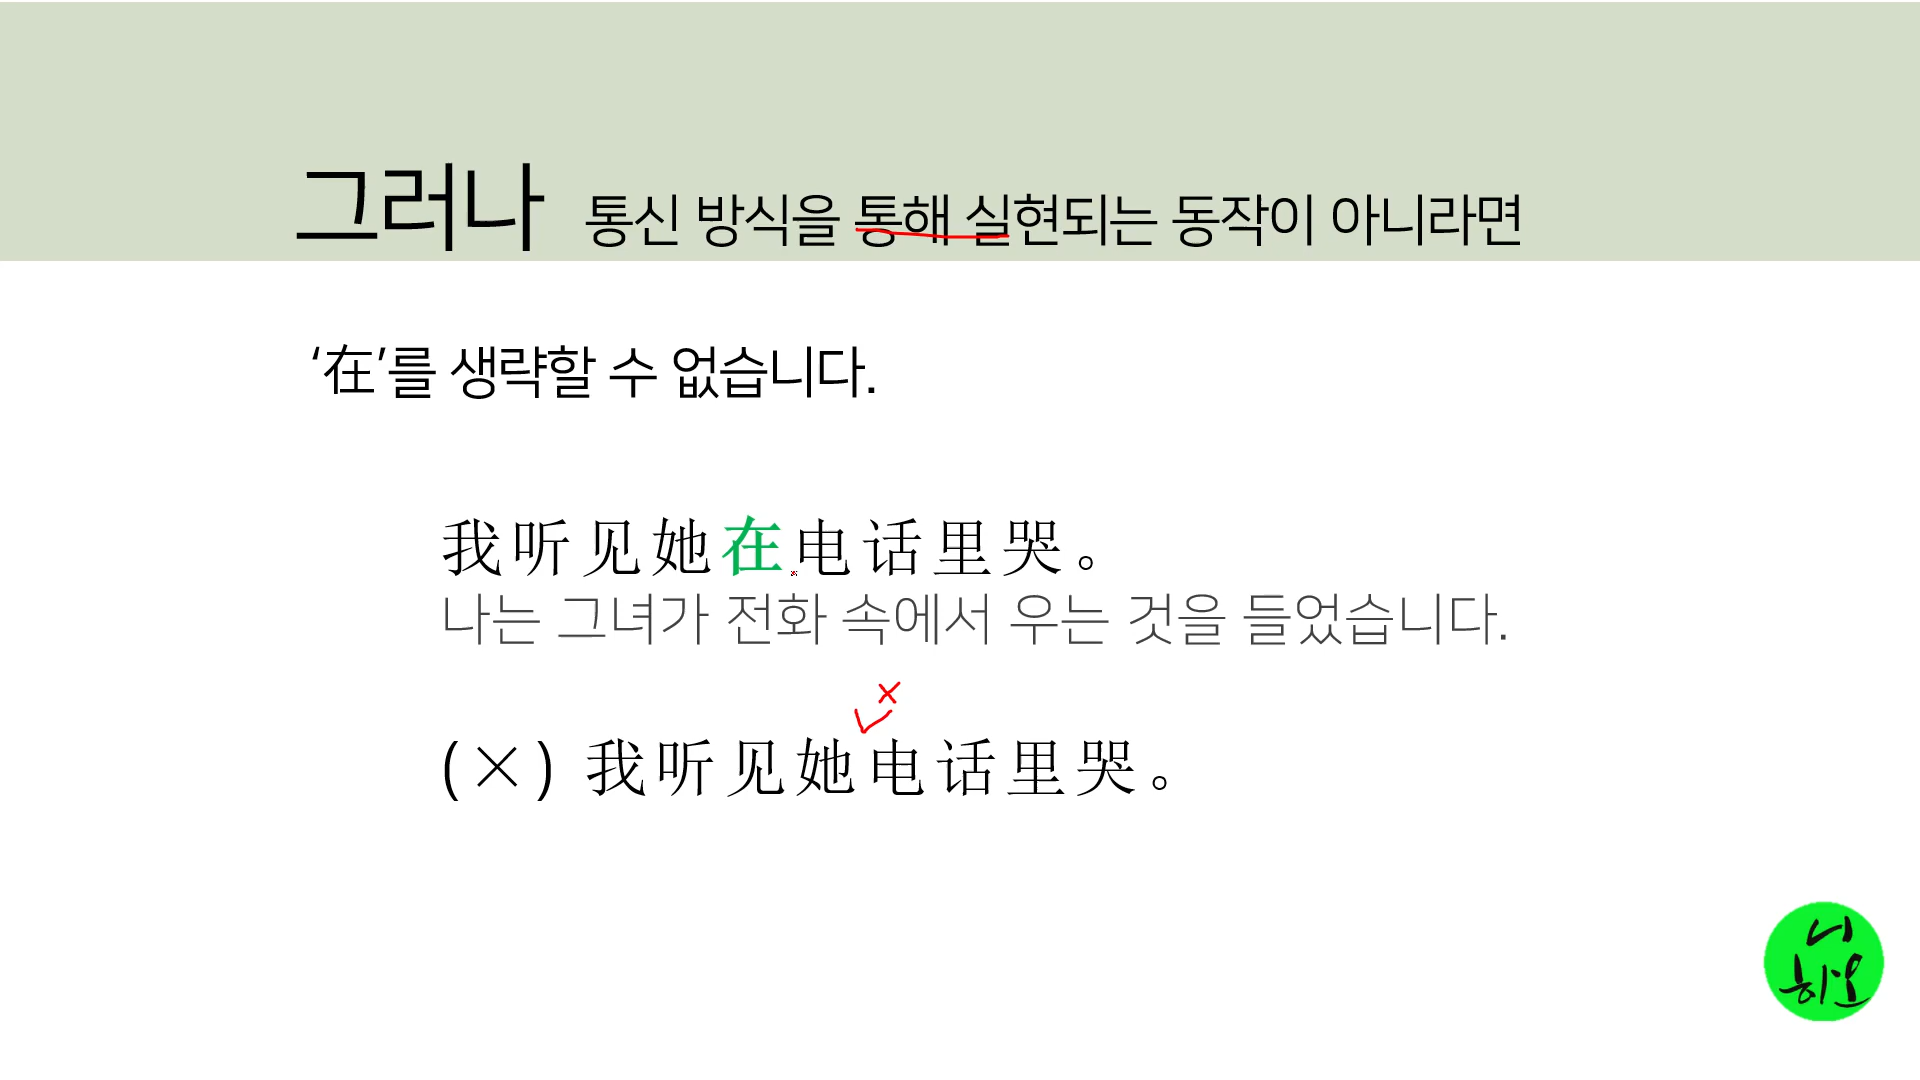 그러나 통신 방식을 통해 실현되는 동작이 아니라면
‘在’를 생략할 수 없습니다.
我听见她在电话里哭。
나는 그녀가 전화 속에서 우는 것을 들었습니다.
×
(×) 我听见她电话里哭。
니
하오